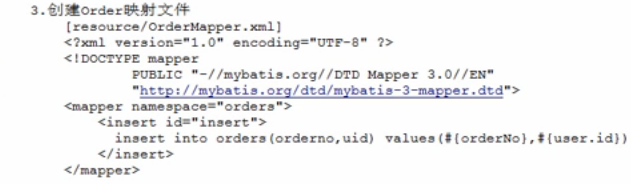 3.创建Order映射文件
[resource/OrderMapper.xml]
<?xml version="1.0" encoding="UTF-8" ?>
<!DOCTYPE mapper
PUBLIC "-//mybatis.org//DTD Mapper 3.0//EN"
"http://mybatis.org/dtd/mybatis-3-mapper.dtd">
<mapper namespace="orders">
<insert id="insert">
insert into orders(orderno,uid) values(#{orderNo},#{user.id})
</insert>
</mapper>